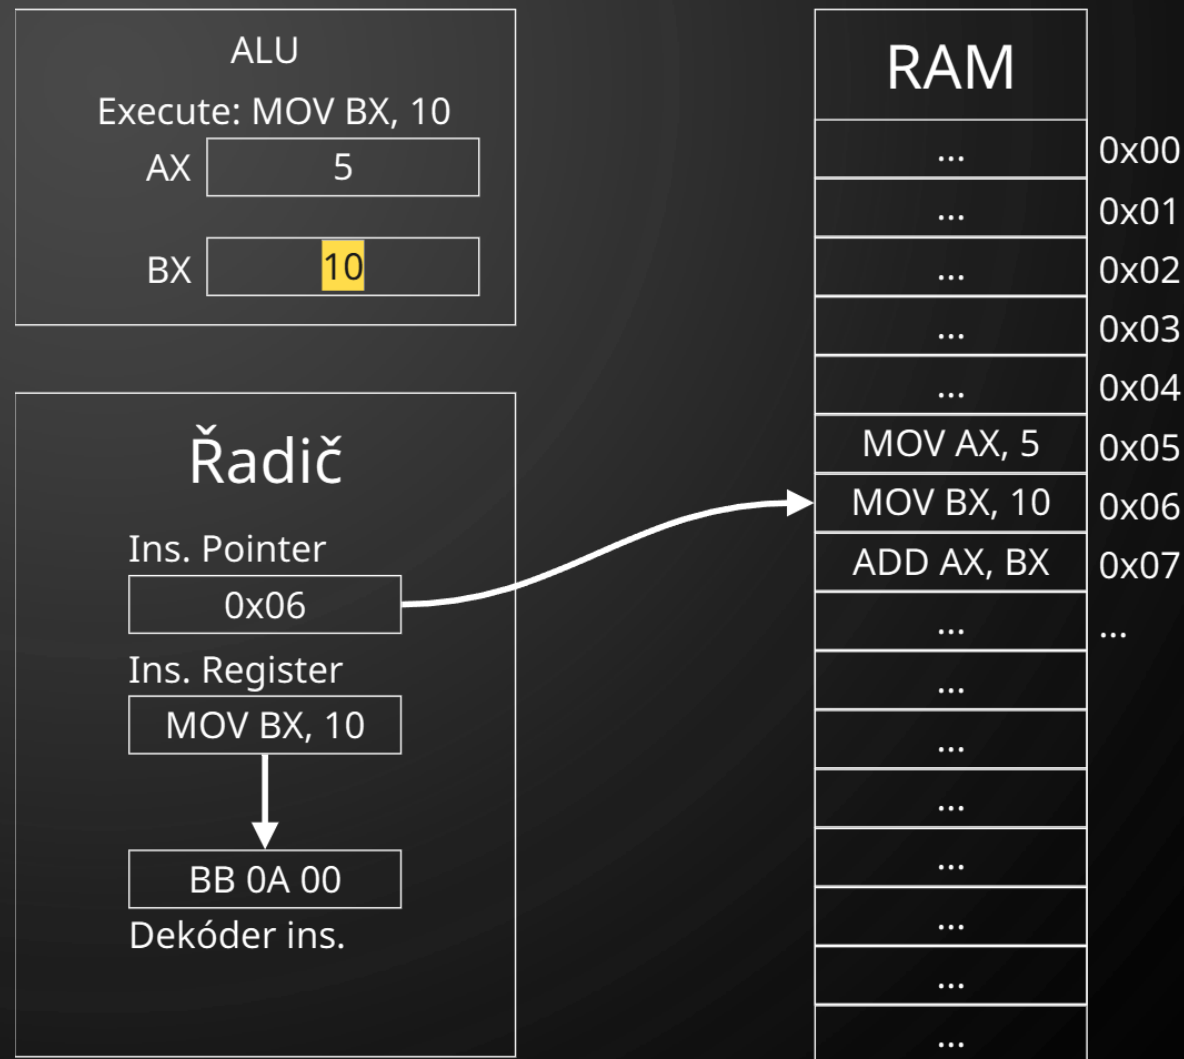 ALU
Execute: MOV BX, 10
AX
5
BX
10
Řadič
Ins. Pointer
0x06
Ins. Register
MOV BX, 10
BB 0A 00
Dekóder ins.
RAM
... 0x00
... 0x01
... 0x02
... 0x03
... 0x04
MOV AX, 5 0x05
MOV BX, 10 0x06
ADD AX, BX 0x07
... ...
...
...
...
...
...
...
...